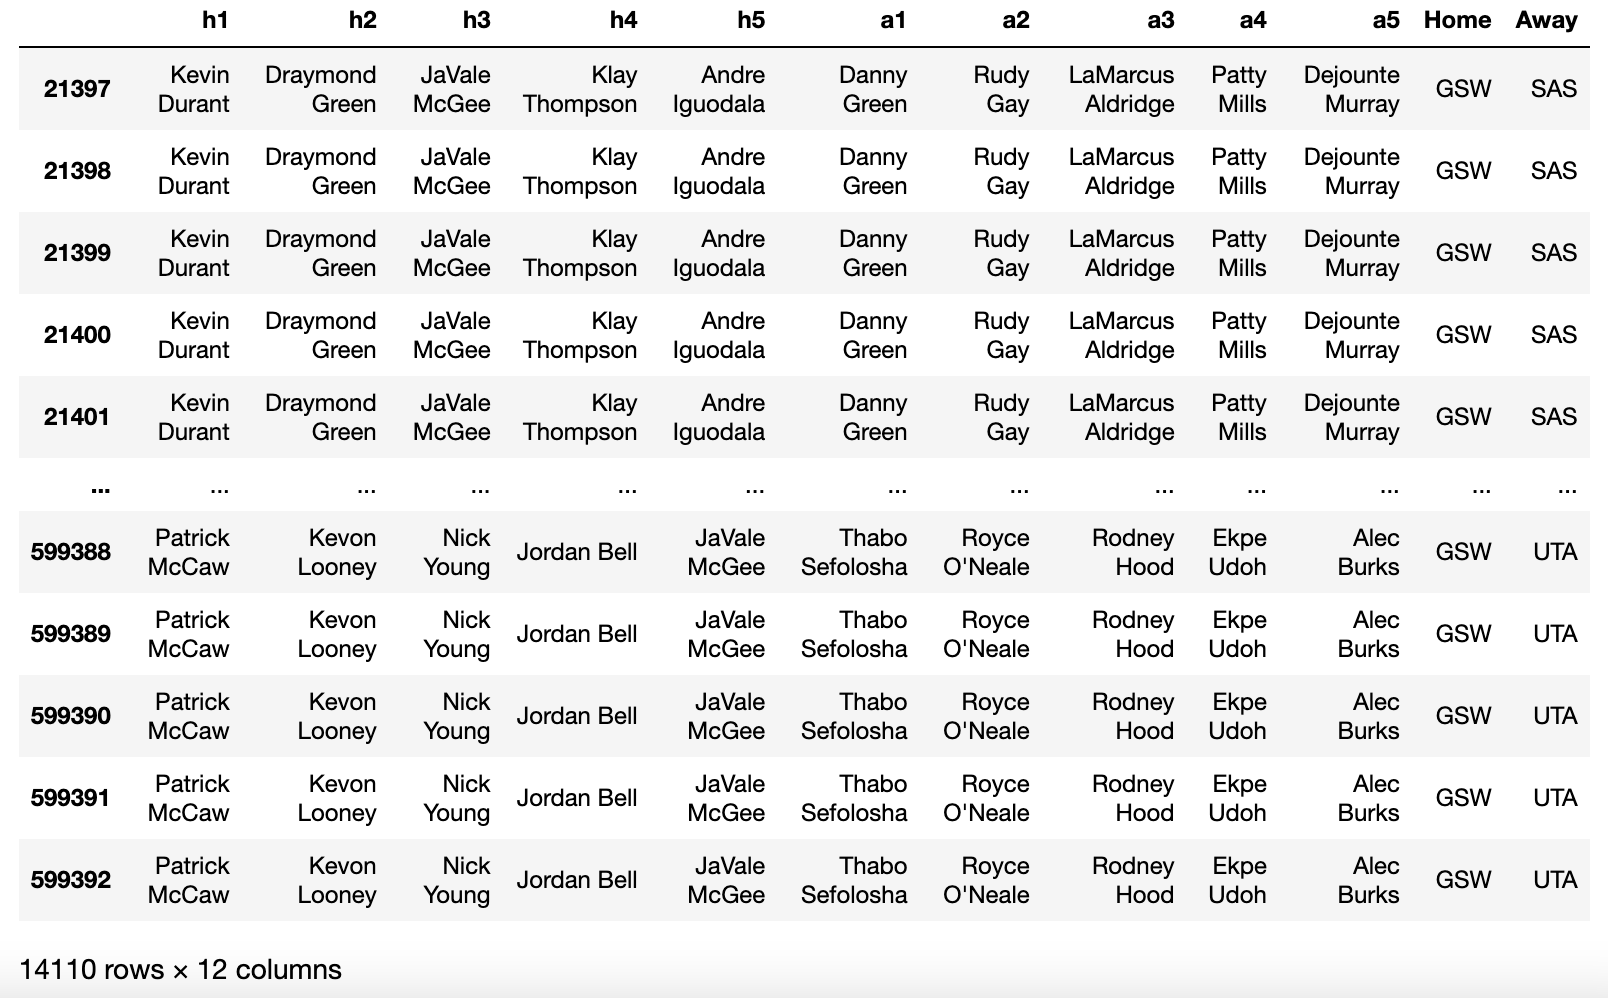 h1 h2 h3 h4 h5 a1 a2 a3 a4 a5 Home Away
21397 Kevin Durant Draymond Green JaVale McGee Klay Thompson Andre Iguodala Danny Green Rudy Gay LaMarcus Aldridge Patty Mills Dejounte Murray GSW SAS
21398 Kevin Durant Draymond Green JaVale McGee Klay Thompson Andre Iguodala Danny Green Rudy Gay LaMarcus Aldridge Patty Mills Dejounte Murray GSW SAS
21399 Kevin Durant Draymond Green JaVale McGee Klay Thompson Andre Iguodala Danny Green Rudy Gay LaMarcus Aldridge Patty Mills Dejounte Murray GSW SAS
21400 Kevin Durant Draymond Green JaVale McGee Klay Thompson Andre Iguodala Danny Green Rudy Gay LaMarcus Aldridge Patty Mills Dejounte Murray GSW SAS
21401 Kevin Durant Draymond Green JaVale McGee Klay Thompson Andre Iguodala Danny Green Rudy Gay LaMarcus Aldridge Patty Mills Dejounte Murray GSW SAS
... ... ... ... ... ... ... ... ... ... ... ... ...
599388 Patrick McCaw Kevon Looney Nick Young Jordan Bell JaVale McGee Thabo Sefolosha Royce O'Neale Rodney Hood Ekpe Udoh Alec Burks GSW UTA
599389 Patrick McCaw Kevon Looney Nick Young Jordan Bell JaVale McGee Thabo Sefolosha Royce O'Neale Rodney Hood Ekpe Udoh Alec Burks GSW UTA
599390 Patrick McCaw Kevon Looney Nick Young Jordan Bell JaVale McGee Thabo Sefolosha Royce O'Neale Rodney Hood Ekpe Udoh Alec Burks GSW UTA
599391 Patrick McCaw Kevon Looney Nick Young Jordan Bell JaVale McGee Thabo Sefolosha Royce O'Neale Rodney Hood Ekpe Udoh Alec Burks GSW UTA
599392 Patrick McCaw Kevon Looney Nick Young Jordan Bell JaVale McGee Thabo Sefolosha Royce O'Neale Rodney Hood Ekpe Udoh Alec Burks GSW UTA
14110 rows × 12 columns